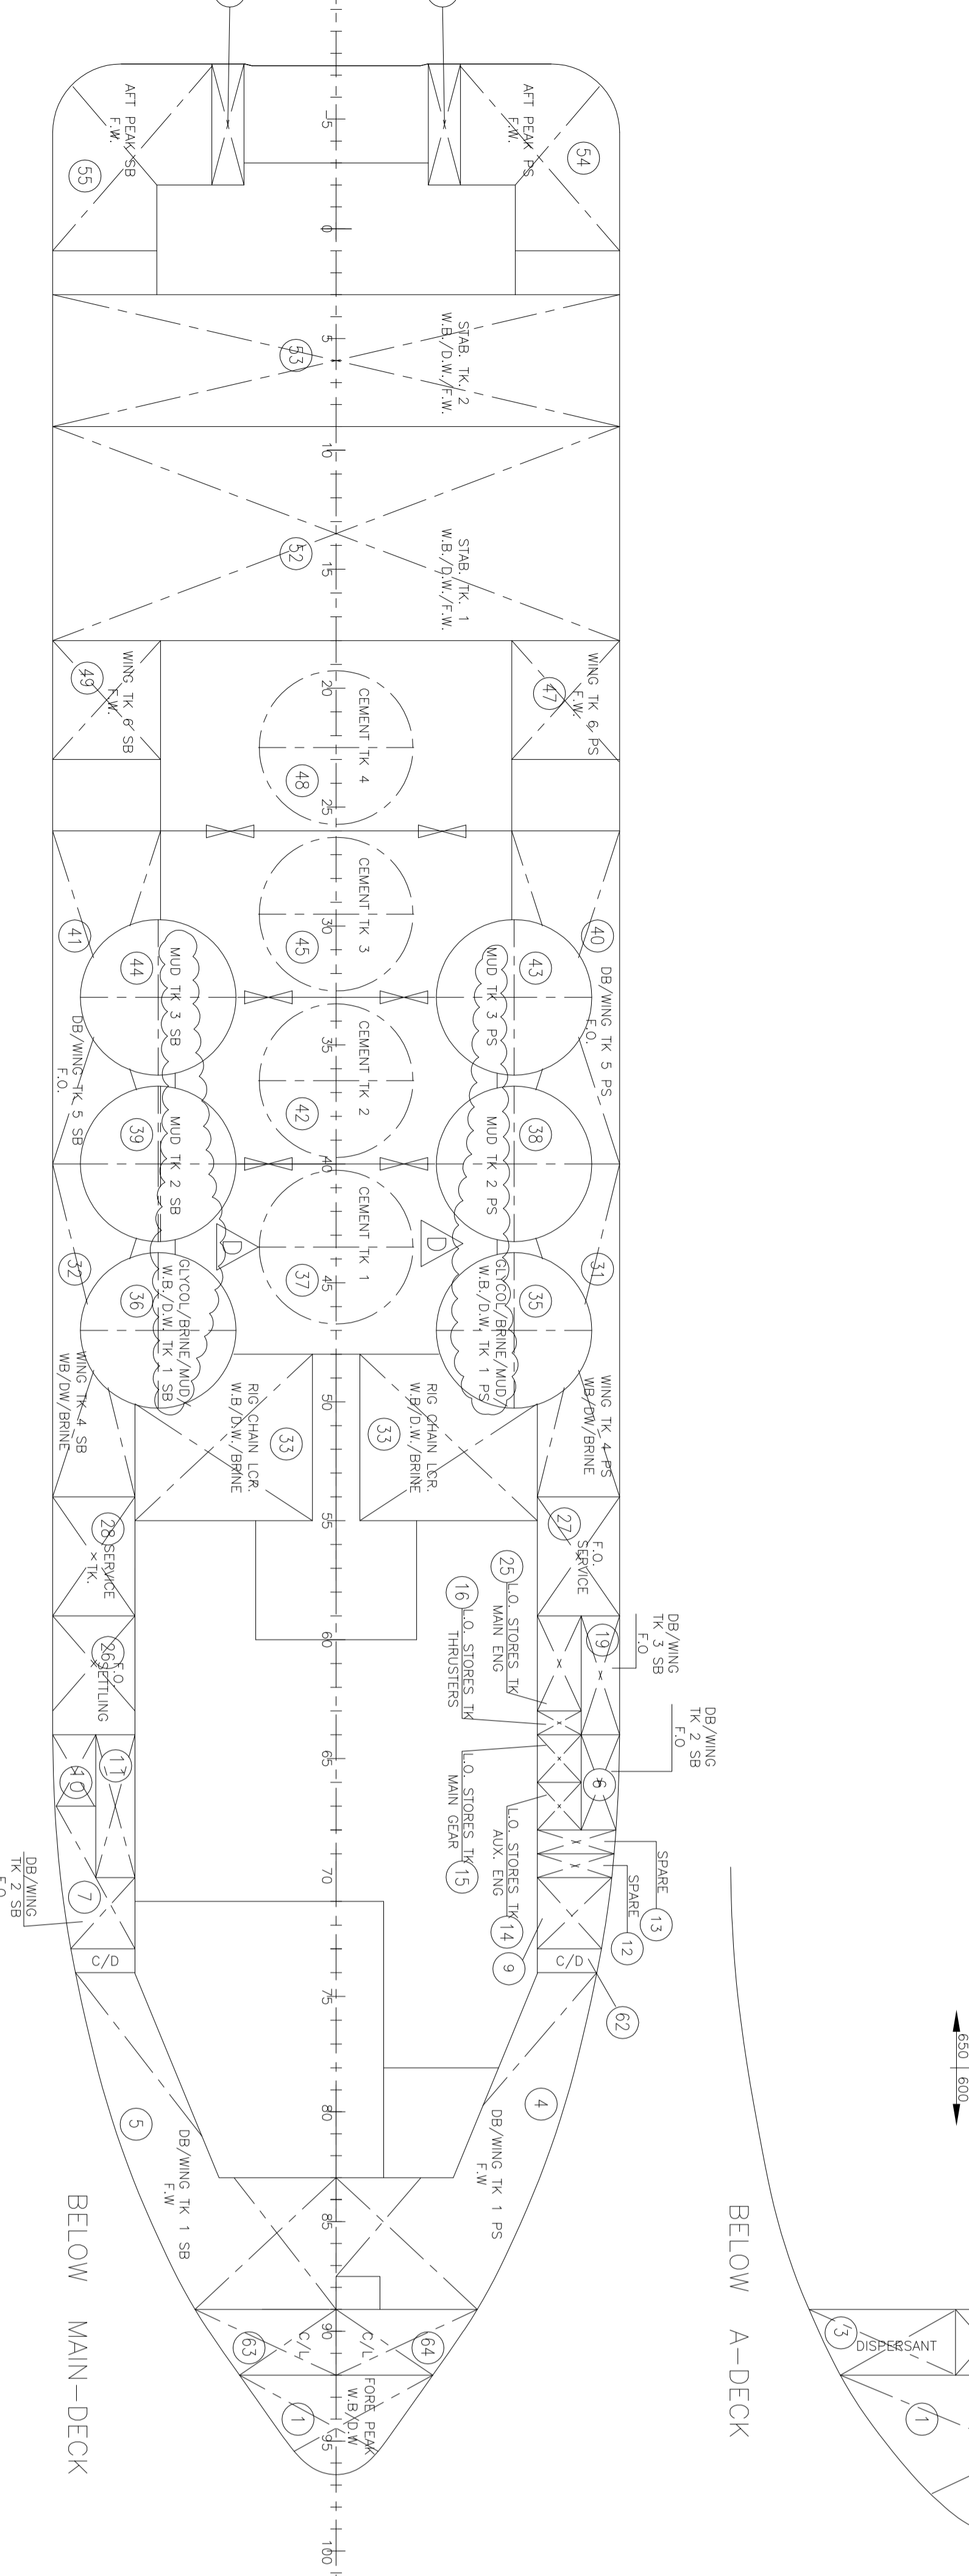 AFT PEAK SB
F.W.
55
AFT PEAK PS
F.W.
54
-5
0
5
10
15
20
25
30
35
40
45
50
55
60
65
70
75
80
85
90
95
100
STAB. TK. 2
W.B./D.W./F.W.
53
STAB. TK. 1
W.B./D.W./F.W.
52
WING TK 6 SB
F.W.
49
WING TK 6 PS
F.W.
47
CEMENT TK 4
48
CEMENT TK 3
45
CEMENT TK 2
42
CEMENT TK 1
37
41
44
MUD TK 3 SB
DB/WING TK 5 SB
F.O.
40
43
MUD TK 3 PS
DB/WING TK 5 PS
F.O.
39
MUD TK 2 SB
38
MUD TK 2 PS
D
D
32
36
GLYCOL/BRINE/MUD/
W.B./D.W. TK 1 SB
31
35
GLYCOL/BRINE/MUD/
W.B./D.W. TK 1 PS
WING TK 4 SB
WB/DW/BRINE
WING TK 4 PS
WB/DW/BRINE
RIG CHAIN LCR.
W.B/D.W./BRINE
33
RIG CHAIN LCR.
W.B/D.W./BRINE
33
28
SERVICE
TK.
27
F.O.
SERVICE
26
F.O.
SETTLING
25
L.O. STORES TK
MAIN ENG
16
L.O. STORES TK
THRUSTERS
19
DB/WING
TK 3 SB
F.O
DB/WING
TK 2 SB
F.O
6
L.O. STORES TK
MAIN GEAR
15
L.O. STORES TK
AUX. ENG
14
SPARE
13
SPARE
12
9
62
C/D
10
11
7
DB/WING
TK 2 SB
F.O
C/D
5
DB/WING TK 1 SB
F.W
4
DB/WING TK 1 PS
F.W
63
C/L
C/L
64
FORE PEAK
W.B/D.W
1
BELOW MAIN-DECK
BELOW A-DECK
650
600
3
DISPERSANT
1